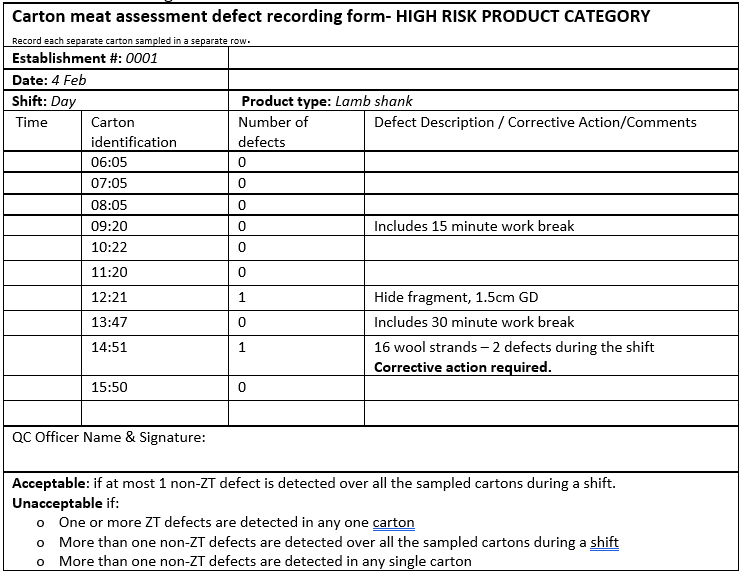 Carton meat assessment defect recording form- HIGH RISK PRODUCT CATEGORY
Record each separate carton sampled in a separate row.
Establishment #: 0001
Date: 4 Feb
Shift: Day Product type: Lamb shank
Time Carton identification Number of defects Defect Description / Corrective Action/Comments
06:05 0
07:05 0
08:05 0
09:20 0 Includes 15 minute work break
10:22 0
11:20 0
12:21 1 Hide fragment, 1.5cm GD
13:47 0 Includes 30 minute work break
14:51 1 16 wool strands – 2 defects during the shift
Corrective action required.
15:50 0
QC Officer Name & Signature:
Acceptable: if at most 1 non-ZT defect is detected over all the sampled cartons during a shift.
Unacceptable if:
o One or more ZT defects are detected in any one carton
o More than one non-ZT defects are detected over all the sampled cartons during a shift
o More than one non-ZT defects are detected in any single carton